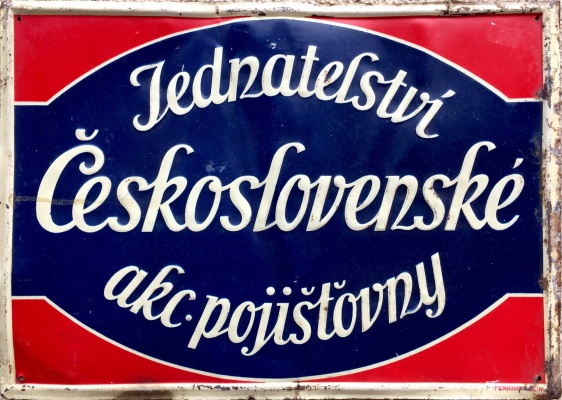 Jednatelství
Československé
akc. pojišťovny